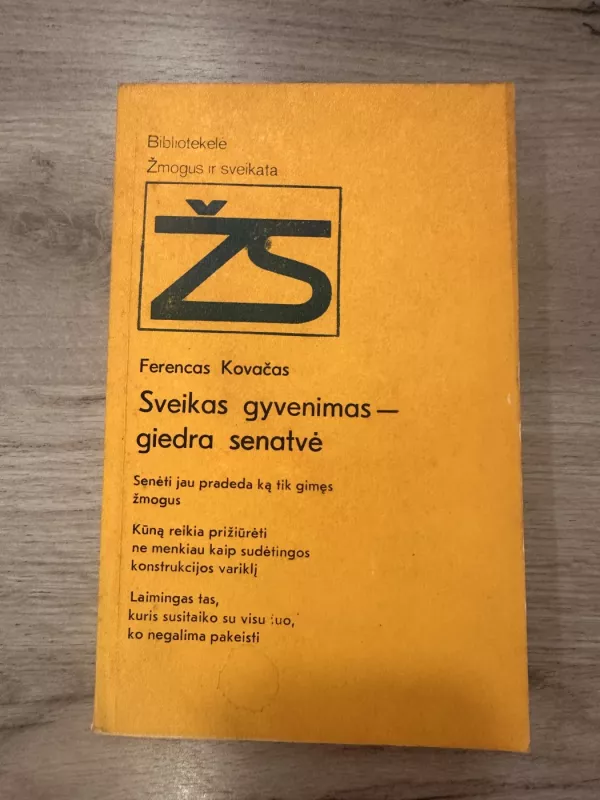 Bibliotekelė
Žmogus ir sveikata
ŽS
Ferencas Kovačas
Sveikas gyvenimas —
giedra senatvė
Senėti jau pradeda ką tik gimęs
žmogus
Kūną reikia prižiūrėti
ne menkiau kaip sudėtingos
konstrukcijos variklį
Laimingas tas,
kuris susitaiko su visu tuo,
ko negalima pakeisti